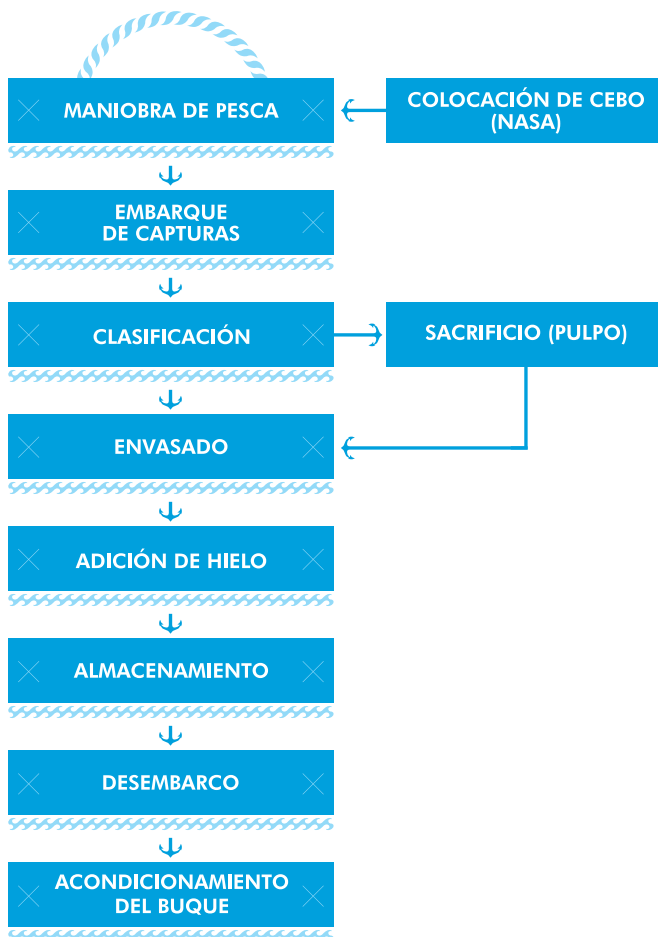 MANIOBRA DE PESCA
COLOCACIÓN DE CEBO
(NASA)
EMBARQUE
DE CAPTURAS
CLASIFICACIÓN
SACRIFICIO (PULPO)
ENVASADO
ADICIÓN DE HIELO
ALMACENAMIENTO
DESEMBARCO
ACONDICIONAMIENTO
DEL BUQUE